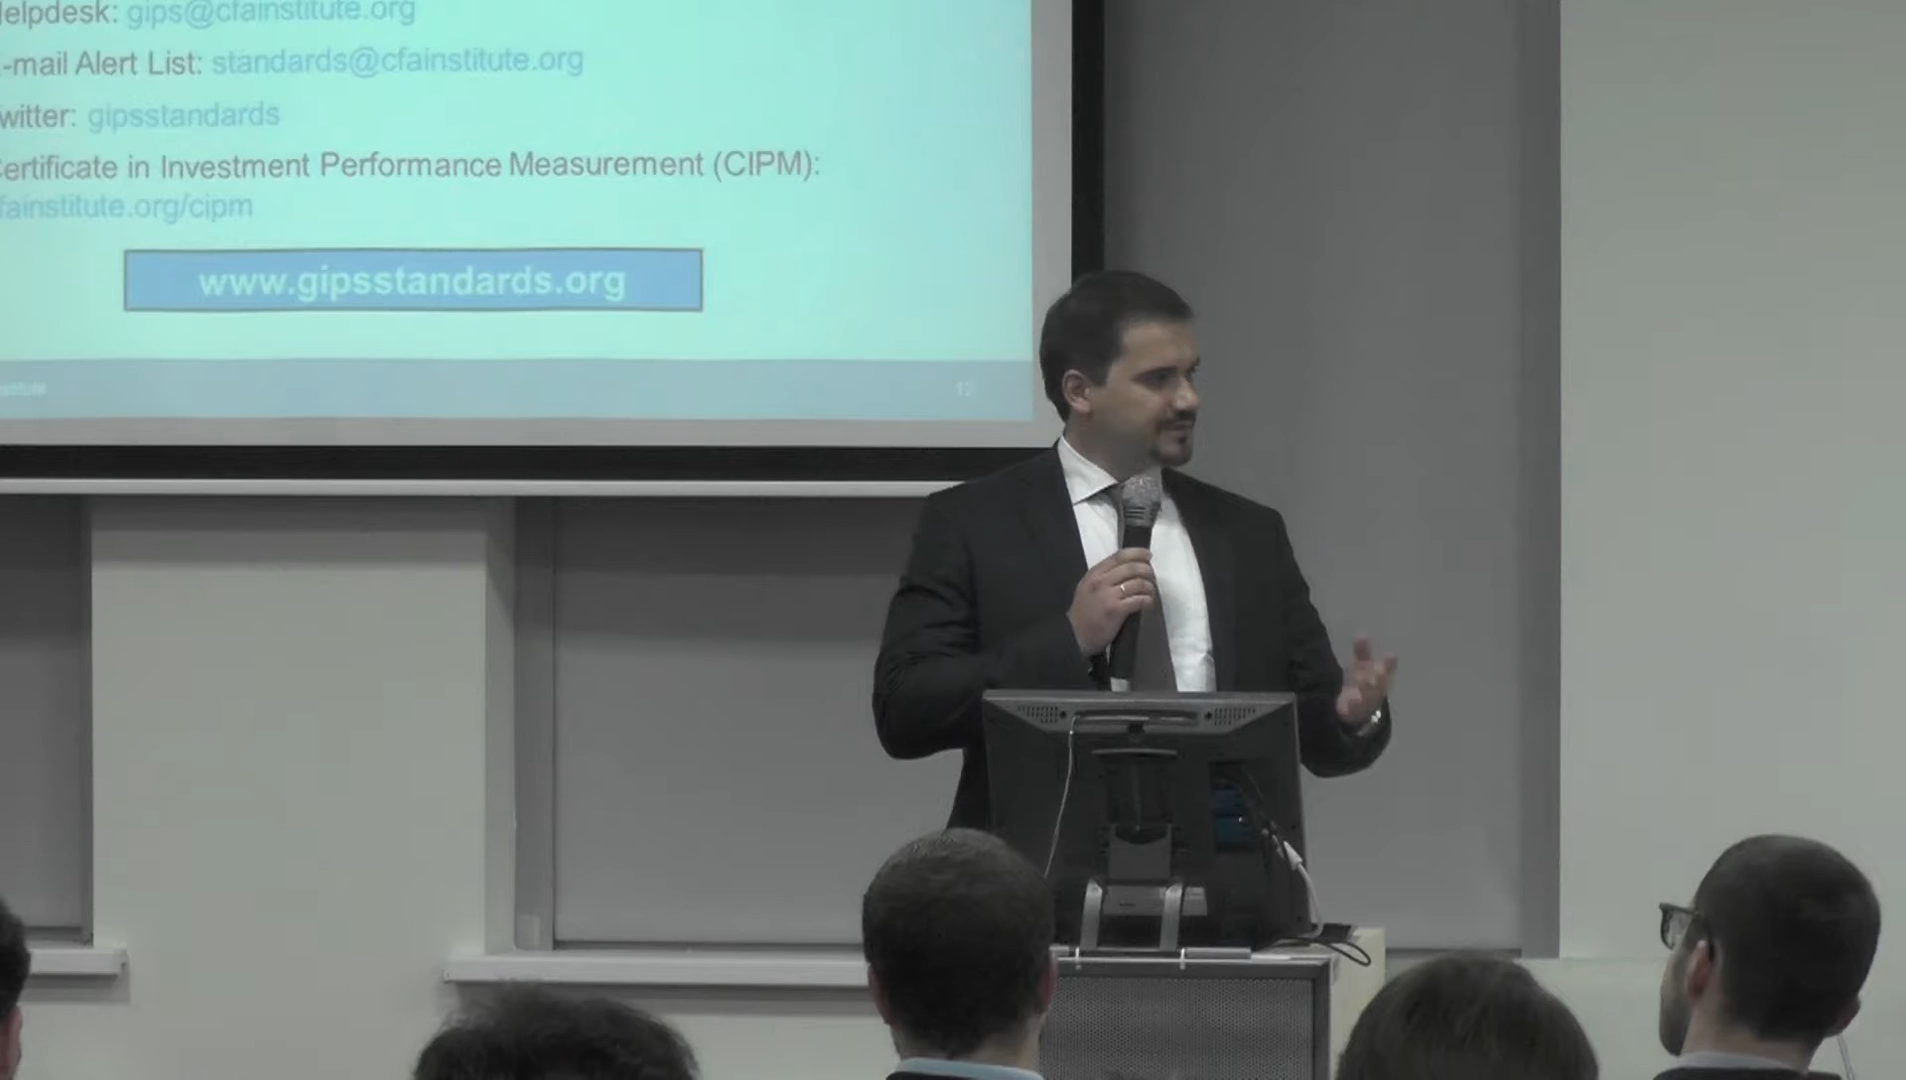 elpdesk: gips@cfainstitute.org
-mail Alert List: standards@cfainstitute.org
witter: gipsstandards
ertificate in Investment Performance Measurement (CIPM):
fainstitute.org/cipm
www.gipsstandards.org